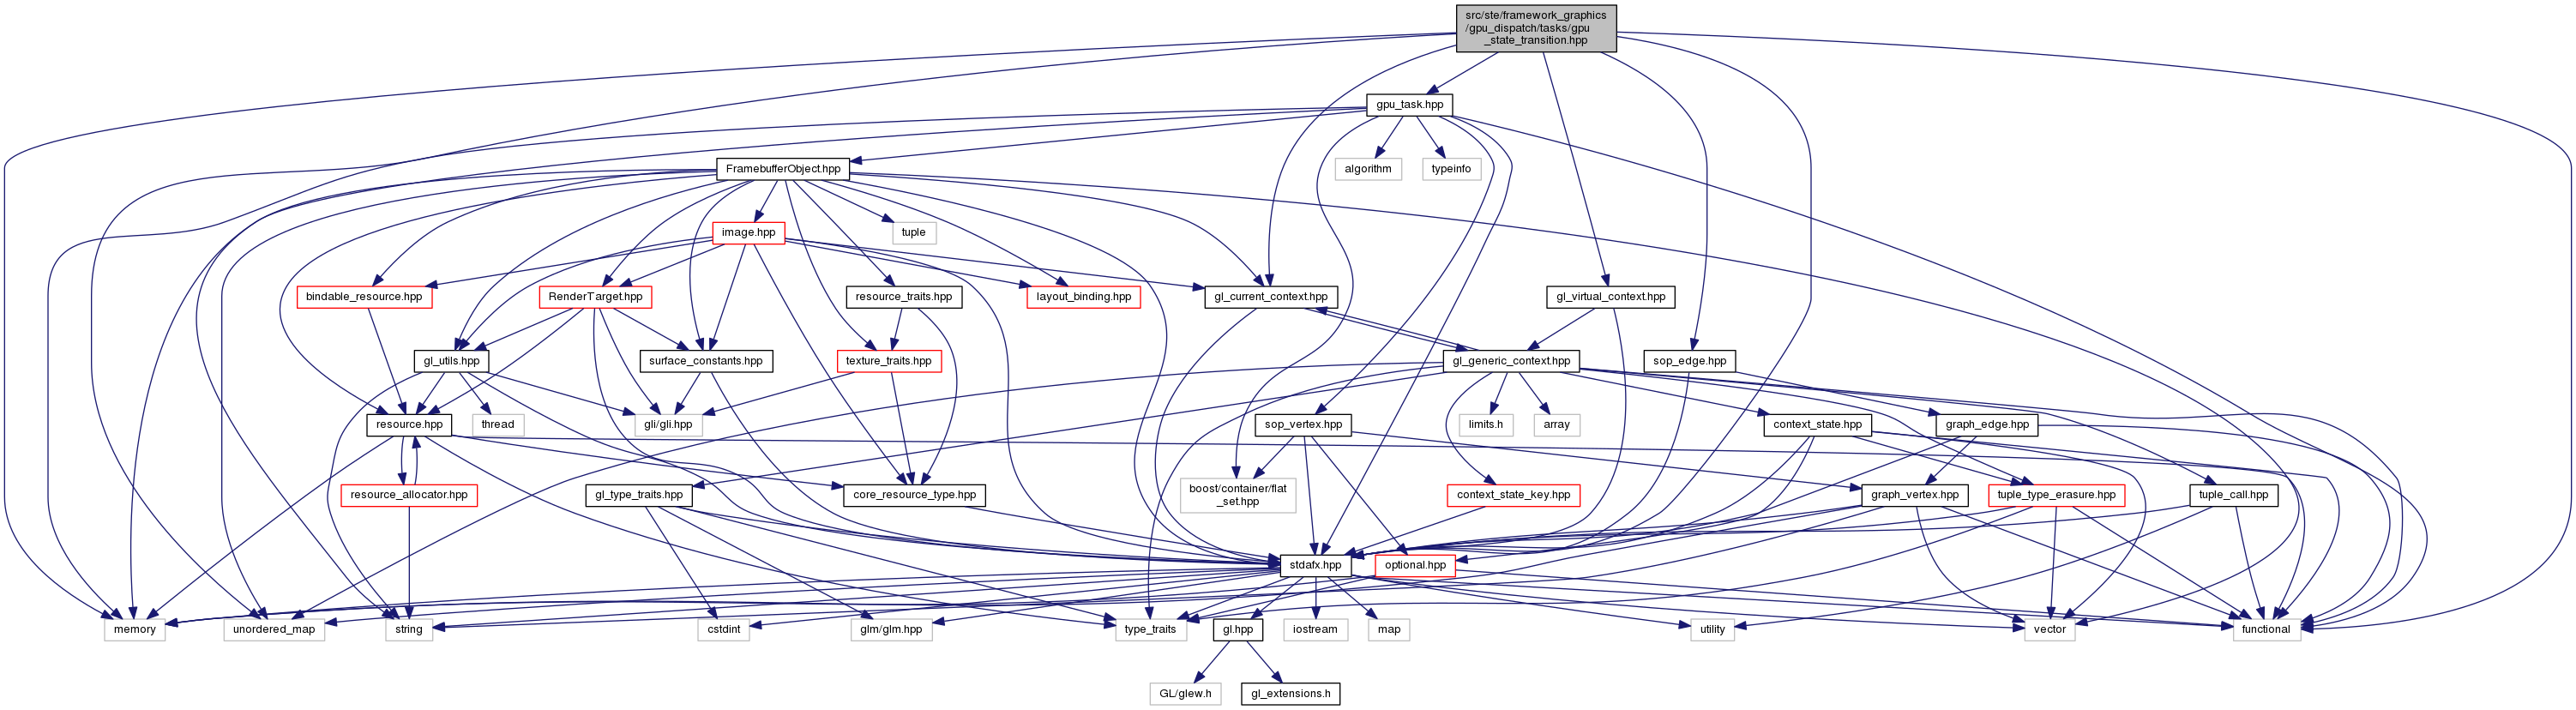 src/ste/framework_graphics
/gpu_dispatch/tasks/gpu
_state_transition.hpp
gpu_task.hpp
FramebufferObject.hpp
algorithm
typeinfo
image.hpp
tuple
bindable_resource.hpp
RenderTarget.hpp
resource_traits.hpp
layout_binding.hpp
gl_current_context.hpp
gl_virtual_context.hpp
gl_utils.hpp
surface_constants.hpp
texture_traits.hpp
gl_generic_context.hpp
sop_edge.hpp
resource.hpp
thread
gli/gli.hpp
sop_vertex.hpp
limits.h
array
context_state.hpp
graph_edge.hpp
resource_allocator.hpp
gl_type_traits.hpp
core_resource_type.hpp
boost/container/flat
_set.hpp
context_state_key.hpp
graph_vertex.hpp
tuple_type_erasure.hpp
tuple_call.hpp
stdafx.hpp
optional.hpp
memory
unordered_map
string
cstdint
glm/glm.hpp
type_traits
gl.hpp
iostream
map
utility
vector
functional
GL/glew.h
gl_extensions.h